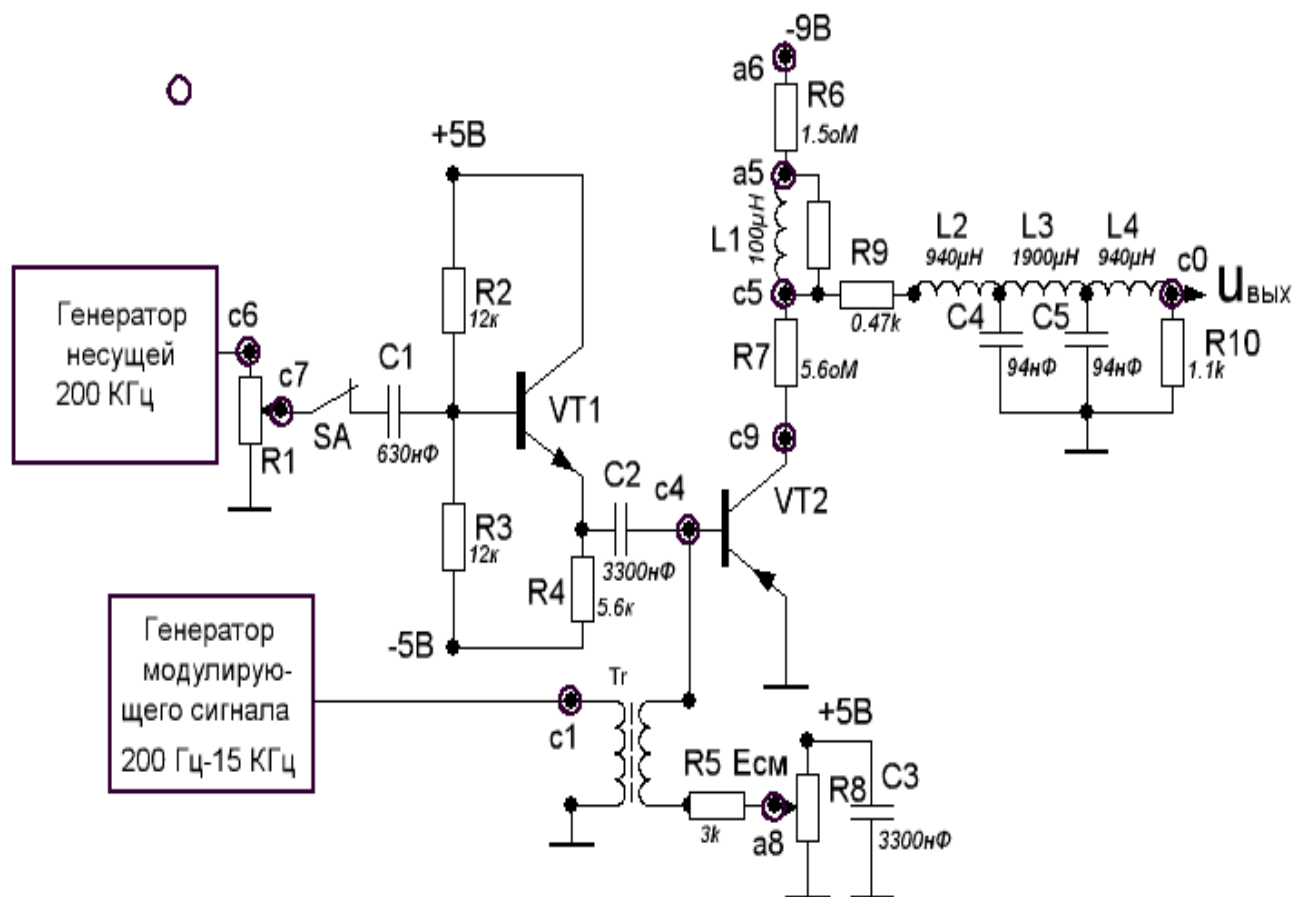 -9В
a6
R6
1.5оМ
+5В
a5
L1
100µH
R9
0.47k
L2
940µH
L3
1900µH
L4
940µH
c0
Uвых
c5
C4
94нФ
C5
94нФ
R10
1.1k
R7
5.6оМ
Генератор
несущей
200 КГц
c6
c7
R1
SA
C1
630нФ
R2
12к
VT1
c9
R3
12к
C2
3300нФ
c4
VT2
R4
5.6к
-5В
Генератор
модулирую-
щего сигнала
200 Гц-15 КГц
Tr
c1
+5В
R5
3k
Eсм
a8
R8
C3
3300нФ